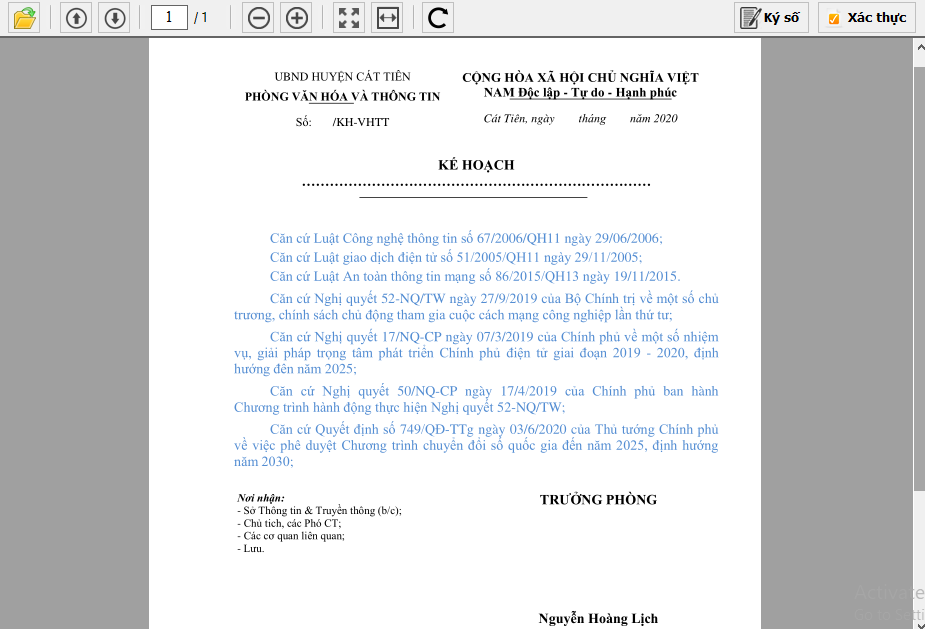 1 / 1
Ký số
Xác thực
UBND HUYỆN CÁT TIÊN
PHÒNG VĂN HÓA VÀ THÔNG TIN
Số: /KH-VHTT
CỘNG HÒA XÃ HỘI CHỦ NGHĨA VIỆT
NAM Độc lập - Tự do - Hạnh phúc
Cát Tiên, ngày tháng năm 2020
KẾ HOẠCH
...........................................................................
Căn cứ Luật Công nghệ thông tin số 67/2006/QH11 ngày 29/06/2006;
Căn cứ Luật giao dịch điện tử số 51/2005/QH11 ngày 29/11/2005;
Căn cứ Luật An toàn thông tin mạng số 86/2015/QH13 ngày 19/11/2015.
Căn cứ Nghị quyết 52-NQ/TW ngày 27/9/2019 của Bộ Chính trị về một số chủ
trương, chính sách chủ động tham gia cuộc cách mạng công nghiệp lần thứ tư;
Căn cứ Nghị quyết 17/NQ-CP ngày 07/3/2019 của Chính phủ về một số nhiệm
vụ, giải pháp trọng tâm phát triển Chính phủ điện tử giai đoạn 2019 - 2020, định
hướng đên năm 2025;
Căn cứ Nghị quyết 50/NQ-CP ngày 17/4/2019 của Chính phủ ban hành
Chương trình hành động thực hiện Nghị quyết 52-NQ/TW;
Căn cứ Quyết định số 749/QĐ-TTg ngày 03/6/2020 của Thủ tướng Chính phủ
về việc phê duyệt Chương trình chuyển đổi số quốc gia đến năm 2025, định hướng
năm 2030;
Nơi nhận:
- Sở Thông tin & Truyền thông (b/c);
- Chủ tich, các Phó CT;
- Các cơ quan liên quan;
- Lưu.
TRƯỞNG PHÒNG
Nguyễn Hoàng Lịch
Activate
Go to Setti